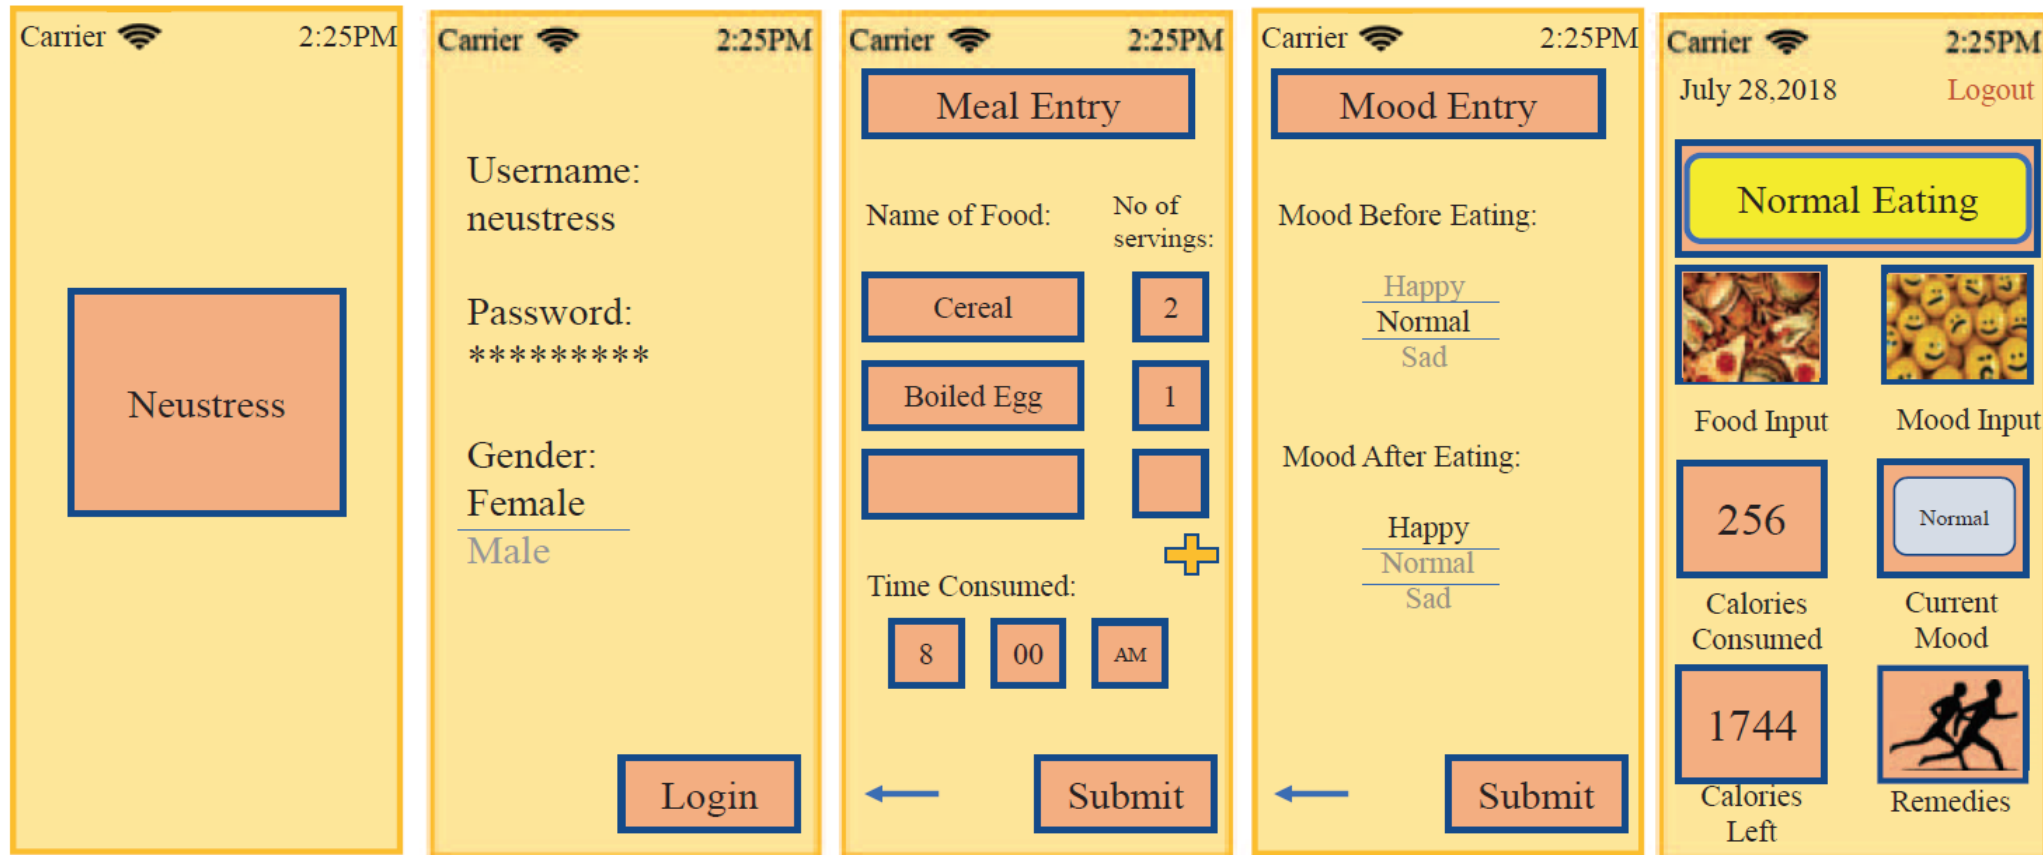 Carrier 2:25PM
Neustress
Carrier 2:25PM
Username:
neustress
Password:
*********
Gender:
Female
Male
Login
Carrier 2:25PM
Meal Entry
Name of Food: No of
servings:
Cereal 2
Boiled Egg 1
Time Consumed:
8 00 AM
Submit
Carrier 2:25PM
Mood Entry
Mood Before Eating:
Happy
Normal
Sad
Mood After Eating:
Happy
Normal
Sad
Submit
Carrier 2:25PM
July 28,2018 Logout
Normal Eating
Food Input Mood Input
256 Normal
Calories Current
Consumed Mood
1744
Calories Remedies
Left